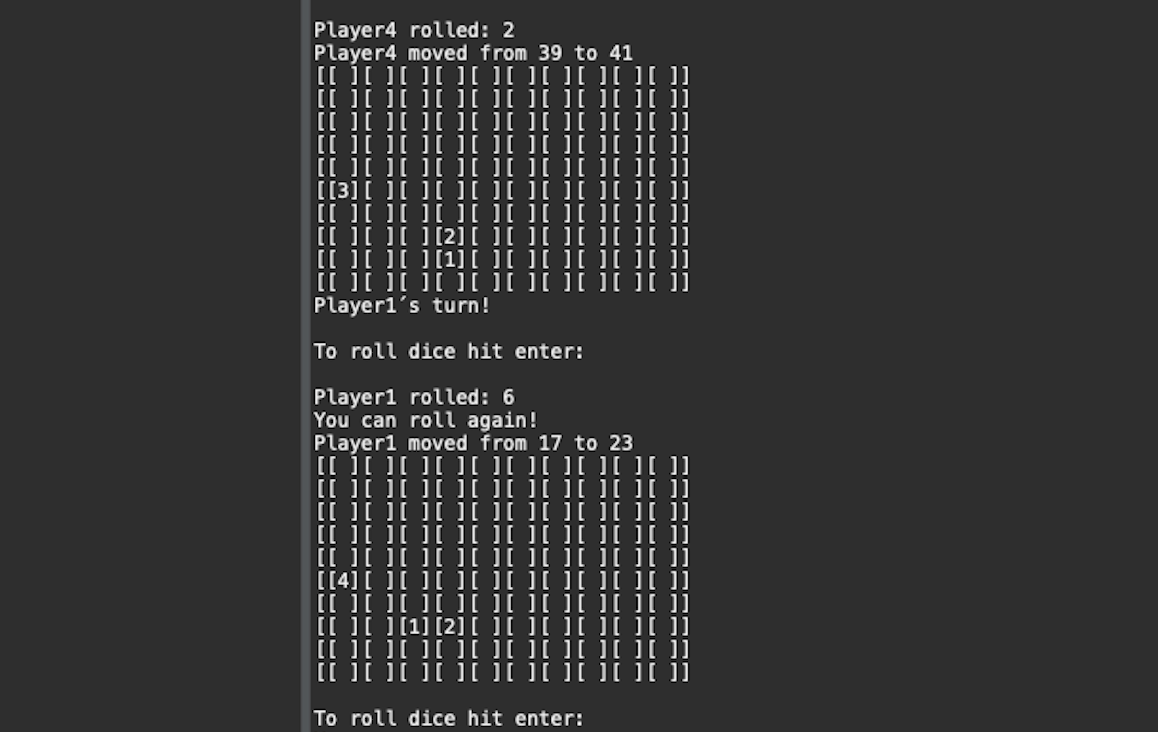 Player4 rolled: 2
Player4 moved from 39 to 41
[[ ][ ][ ][ ][ ][ ][ ][ ][ ][ ]]
[[ ][ ][ ][ ][ ][ ][ ][ ][ ][ ]]
[[ ][ ][ ][ ][ ][ ][ ][ ][ ][ ]]
[[ ][ ][ ][ ][ ][ ][ ][ ][ ][ ]]
[[ ][ ][ ][ ][ ][ ][ ][ ][ ][ ]]
[[3][ ][ ][ ][ ][ ][ ][ ][ ][ ]]
[[ ][ ][ ][ ][ ][ ][ ][ ][ ][ ]]
[[ ][ ][ ][2][ ][ ][ ][ ][ ][ ]]
[[ ][ ][ ][1][ ][ ][ ][ ][ ][ ]]
[[ ][ ][ ][ ][ ][ ][ ][ ][ ][ ]]
Player1´s turn!
To roll dice hit enter:
Player1 rolled: 6
You can roll again!
Player1 moved from 17 to 23
[[ ][ ][ ][ ][ ][ ][ ][ ][ ][ ]]
[[ ][ ][ ][ ][ ][ ][ ][ ][ ][ ]]
[[ ][ ][ ][ ][ ][ ][ ][ ][ ][ ]]
[[ ][ ][ ][ ][ ][ ][ ][ ][ ][ ]]
[[ ][ ][ ][ ][ ][ ][ ][ ][ ][ ]]
[[4][ ][ ][ ][ ][ ][ ][ ][ ][ ]]
[[ ][ ][ ][ ][ ][ ][ ][ ][ ][ ]]
[[ ][ ][1][2][ ][ ][ ][ ][ ][ ]]
[[ ][ ][ ][ ][ ][ ][ ][ ][ ][ ]]
[[ ][ ][ ][ ][ ][ ][ ][ ][ ][ ]]
To roll dice hit enter: